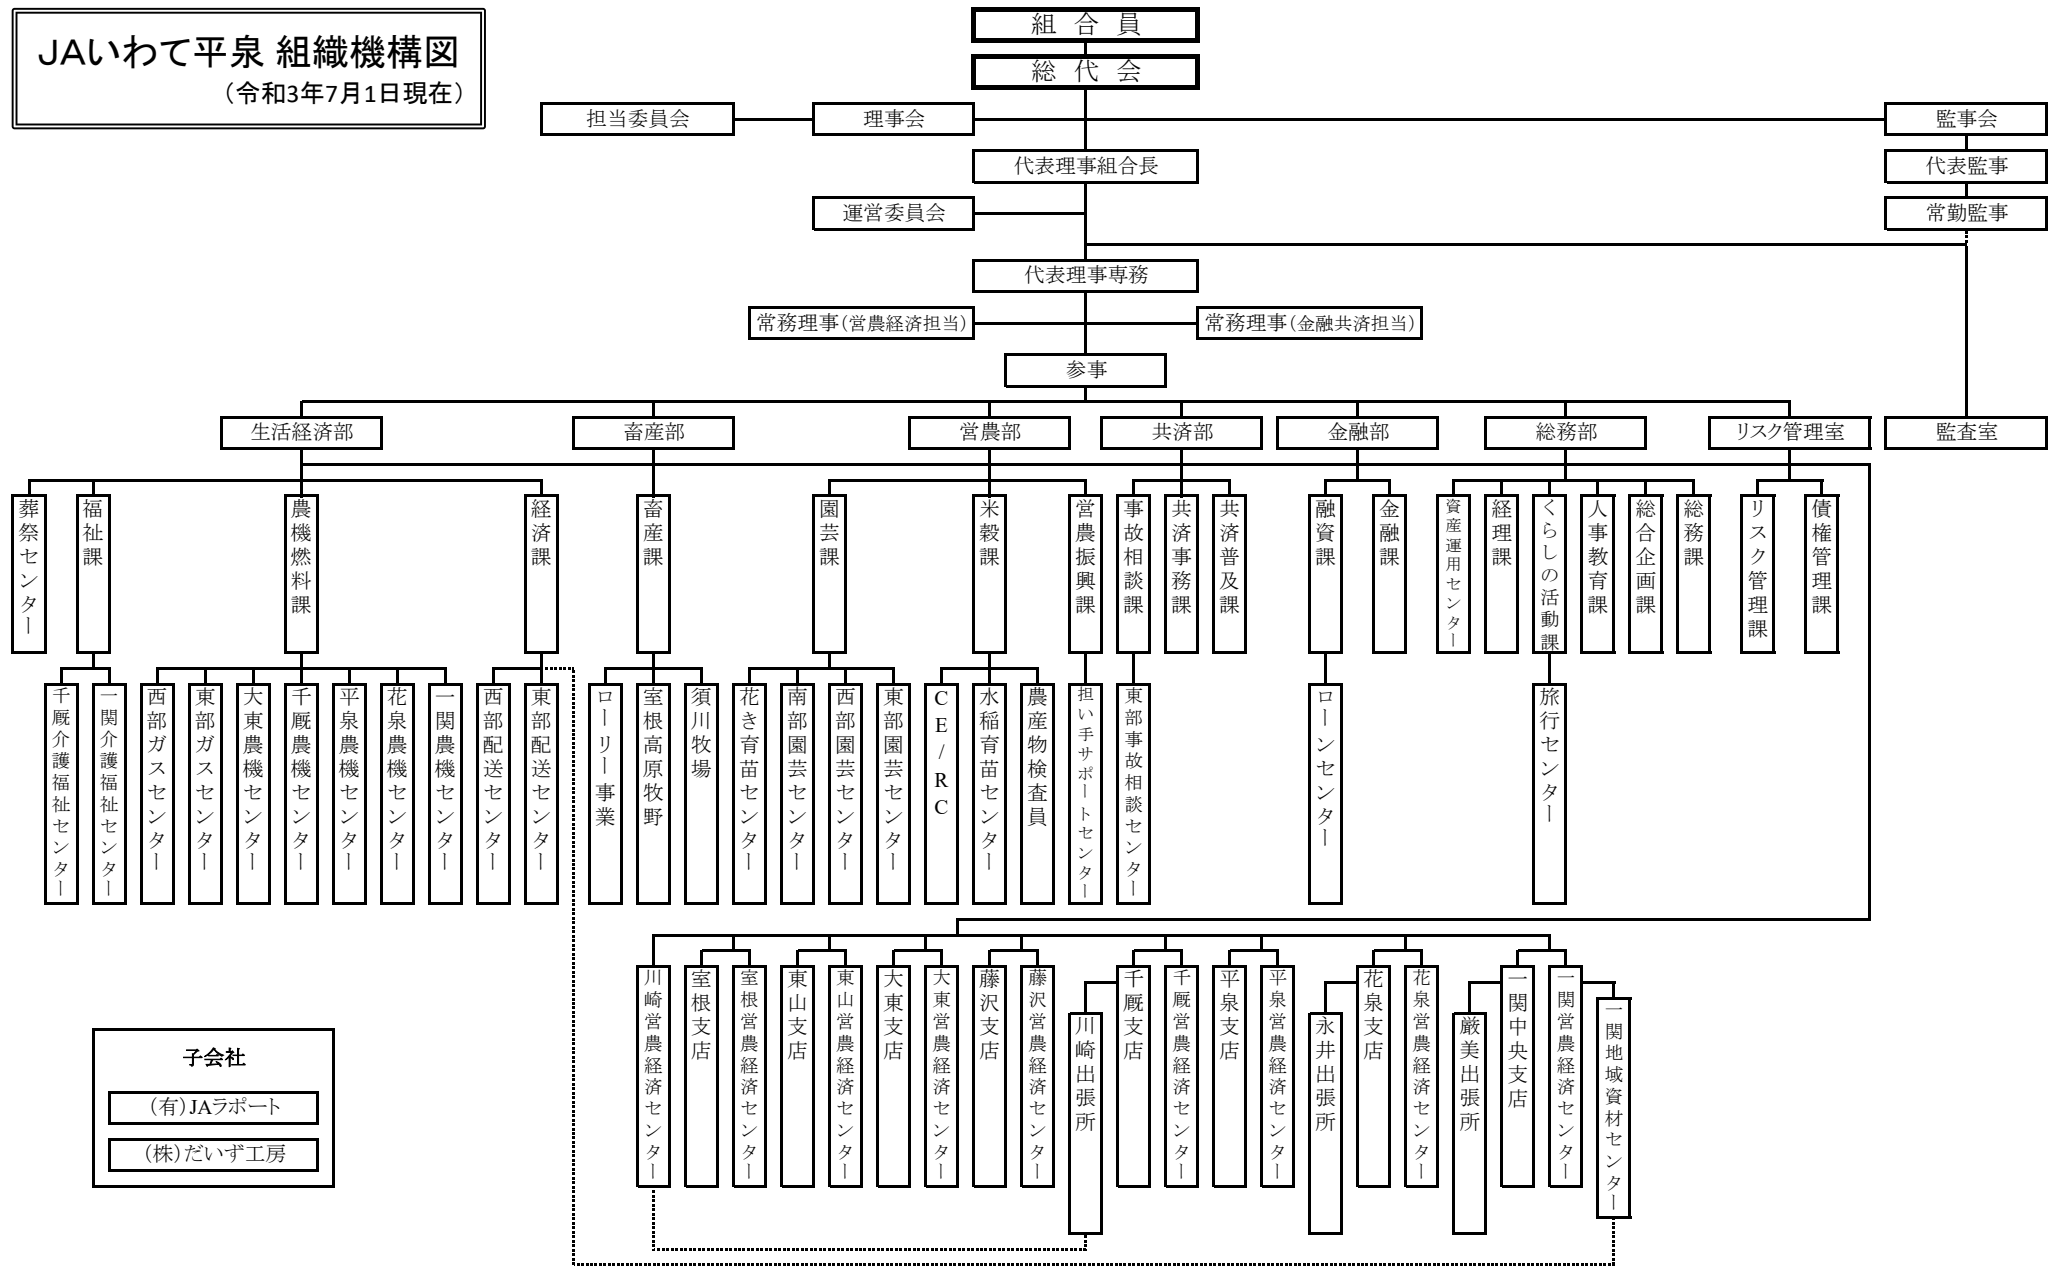 JAいわて平泉 組織機構図
（令和3年7月1日現在）
組合員
総代会
担当委員会
理事会
監事会
代表理事組合長
代表監事
運営委員会
常勤監事
代表理事専務
常務理事（営農経済担当）
常務理事（金融共済担当）
参事
生活経済部
畜産部
営農部
共済部
金融部
総務部
リスク管理室
監査室
葬祭センター
福祉課
農機燃料課
経済課
畜産課
園芸課
米穀課
営農振興課
事故相談課
共済事務課
共済普及課
融資課
金融課
資産運用センター
経理課
くらしの活動課
人事教育課
総合企画課
総務課
リスク管理課
債権管理課
千厩介護福祉センター
一関介護福祉センター
西部ガスセンター
東部ガスセンター
大東農機センター
千厩農機センター
平泉農機センター
花泉農機センター
一関農機センター
西部配送センター
東部配送センター
ローリー事業
室根高原牧野
須川牧場
花き育苗センター
南部園芸センター
西部園芸センター
東部園芸センター
CE/RC
水稲育苗センター
農産物検査員
担い手サポートセンター
東部事故相談センター
ローンセンター
旅行センター
川崎営農経済センター
室根支店
室根営農経済センター
東山支店
東山営農経済センター
大東支店
大東営農経済センター
藤沢支店
藤沢営農経済センター
川崎出張所
千厩支店
千厩営農経済センター
平泉支店
平泉営農経済センター
永井出張所
花泉支店
花泉営農経済センター
厳美出張所
一関中央支店
一関営農経済センター
一関地域資材センター
子会社
（有）JAラポート
（株）だいず工房